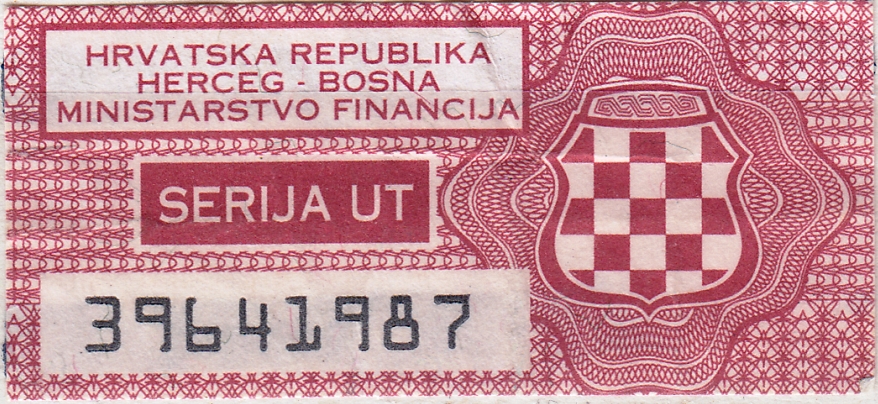 HRVATSKA REPUBLIKA
HERCEG - BOSNA
MINISTARSTVO FINANCIJA
SERIJA UT
39641987